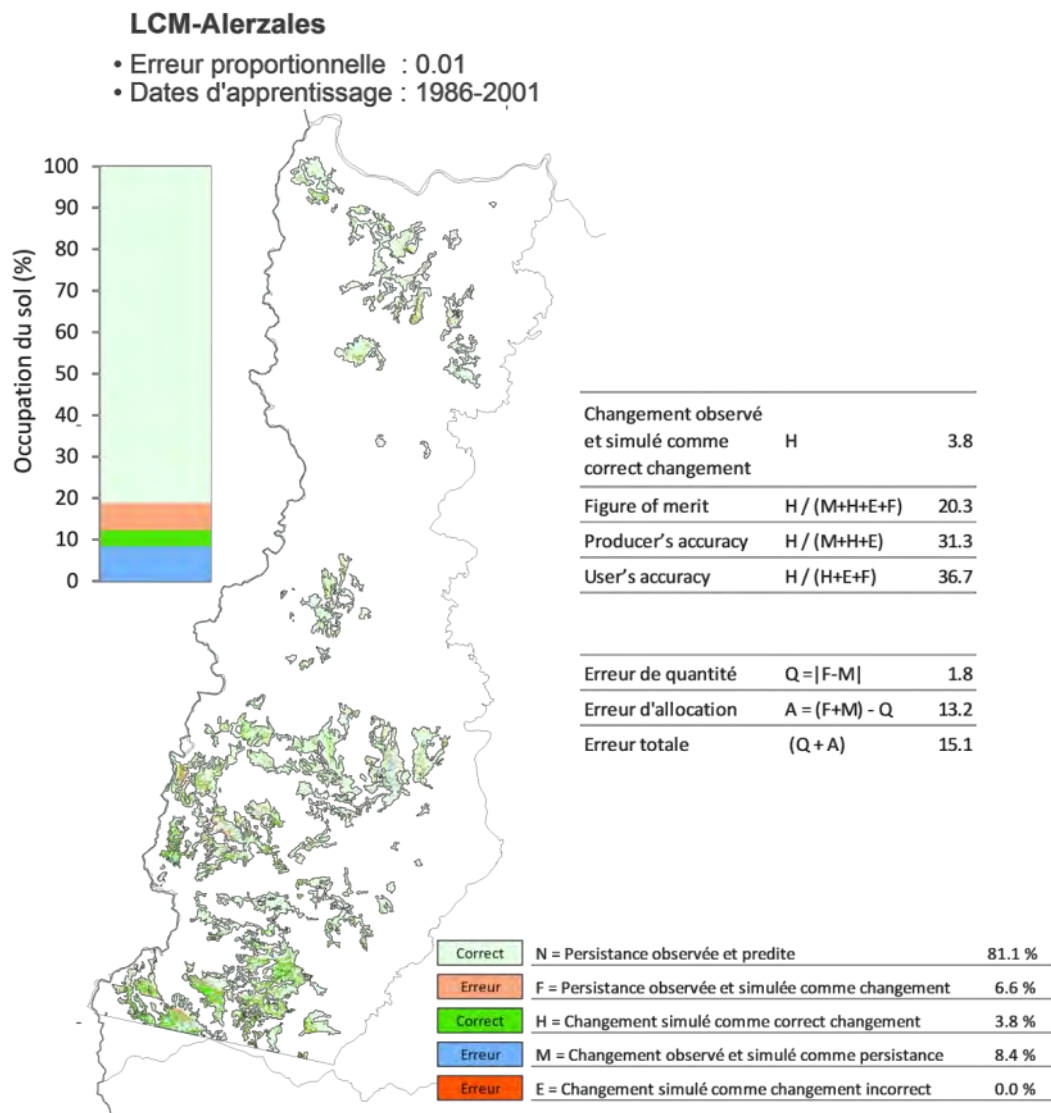 LCM-Alerzales
• Erreur proportionnelle : 0.01
• Dates d'apprentissage : 1986-2001
Occupation du sol (%)
100
90
80
70
60
50
40
30
20
10
0
Changement observé
et simulé comme H 3.8
correct changement
Figure of merit H / (M+H+E+F) 20.3
Producer's accuracy H / (M+H+E) 31.3
User's accuracy H / (H+E+F) 36.7
Erreur de quantité Q =|F-M| 1.8
Erreur d'allocation A = (F+M) - Q 13.2
Erreur totale (Q + A) 15.1
Correct N = Persistance observée et predite 81.1 %
Erreur F = Persistance observée et simulée comme changement 6.6 %
Correct H = Changement simulé comme correct changement 3.8 %
Erreur M = Changement observé et simulé comme persistance 8.4 %
Erreur E = Changement simulé comme changement incorrect 0.0 %